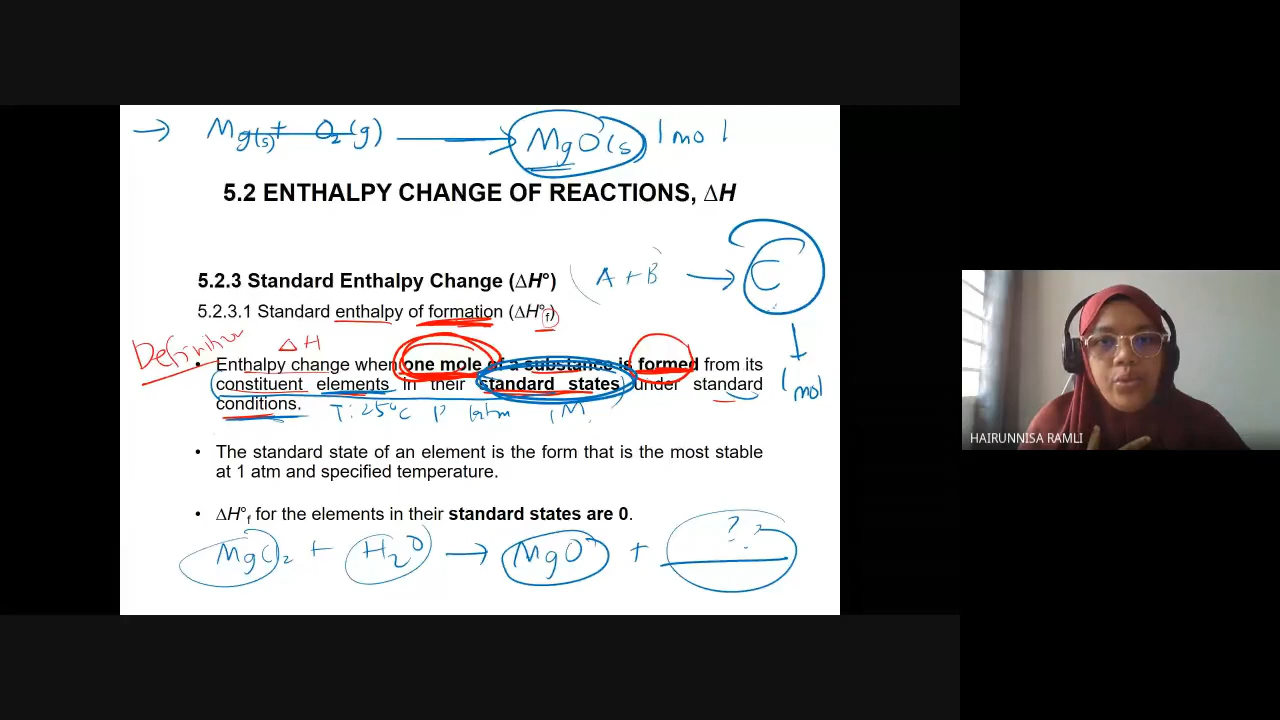 → Mg(s) + O₂(g) → MgO(s) 1 mol
5.2 ENTHALPY CHANGE OF REACTIONS, ΔH
5.2.3 Standard Enthalpy Change (ΔH°) A + B → C
5.2.3.1 Standard enthalpy of formation (ΔH°f)
Definition ΔH
• Enthalpy change when one mole of a substance is formed from its
constituent elements in their standard states under standard
1 mol
conditions. T: 25°C P 1atm 1M
HAIRUNNISA RAMLI
• The standard state of an element is the form that is the most stable
at 1 atm and specified temperature.
• ΔH°f for the elements in their standard states are 0.
MgCl₂ + H₂O → MgO + ??